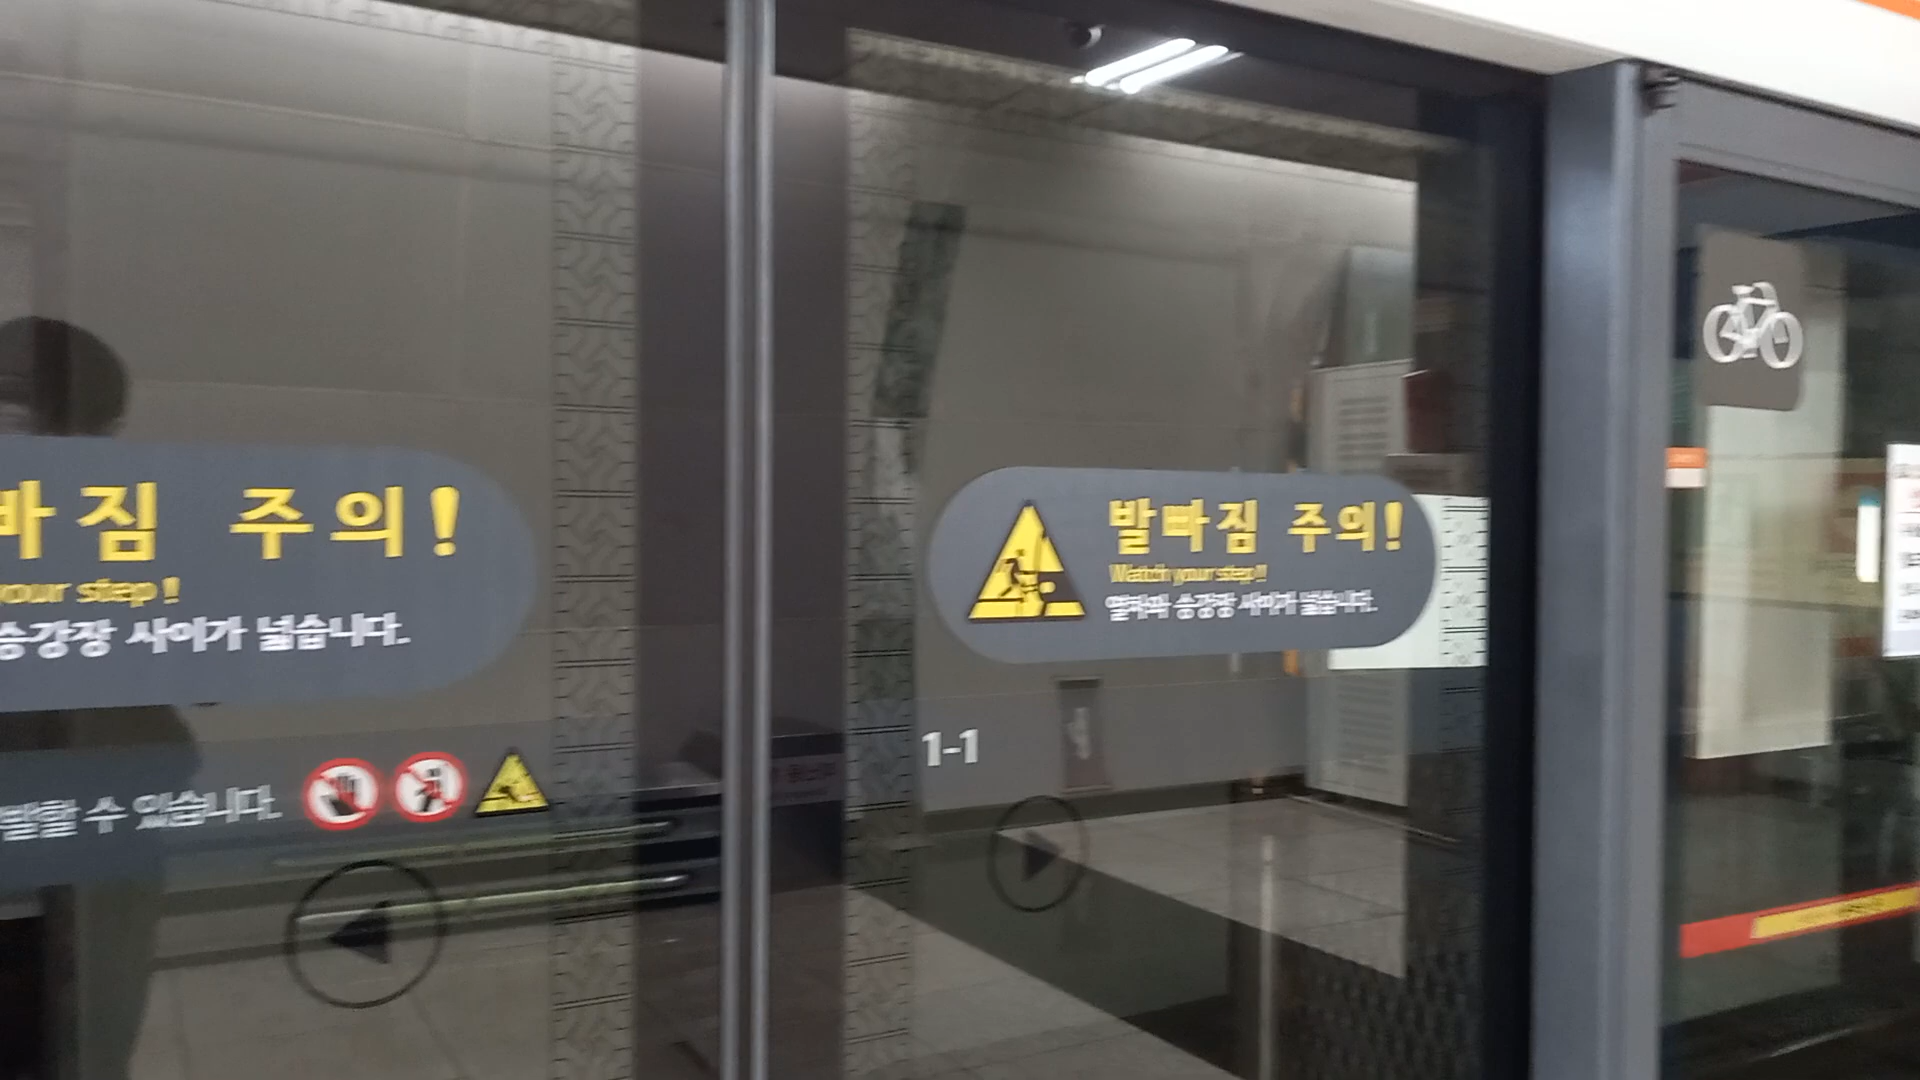 빠짐 주의!
your step!!
승강장 사이가 넓습니다.
발할 수 있습니다.
발빠짐 주의!
Watch your step!!
열차와 승강장 사이가 넓습니다.
1-1